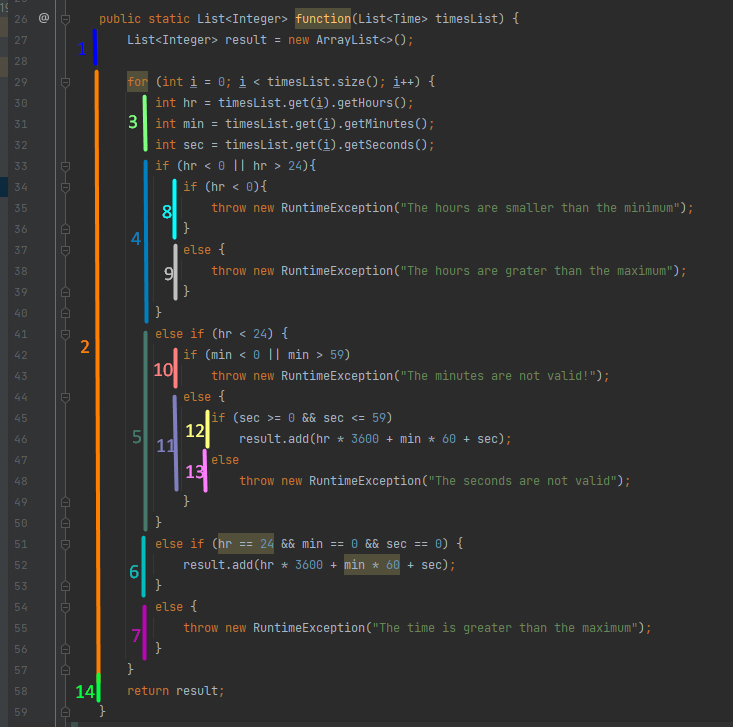 19
26 @ public static List<Integer> function(List<Time> timesList) {
27 List<Integer> result = new ArrayList<>();
1
28
29 for (int i = 0; i < timesList.size(); i++) {
30 int hr = timesList.get(i).getHours();
3
31 int min = timesList.get(i).getMinutes();
32 int sec = timesList.get(i).getSeconds();
33 if (hr < 0 || hr > 24){
34 if (hr < 0){
8
35 throw new RuntimeException("The hours are smaller than the minimum");
36 }
4
37 else {
9
38 throw new RuntimeException("The hours are grater than the maximum");
39 }
40 }
41 else if (hr < 24) {
2
42 if (min < 0 || min > 59)
10
43 throw new RuntimeException("The minutes are not valid!");
44 else {
45 if (sec >= 0 && sec <= 59)
5 11 12
46 result.add(hr * 3600 + min * 60 + sec);
47 else
13
48 throw new RuntimeException("The seconds are not valid");
49 }
50 }
51 else if (hr == 24 && min == 0 && sec == 0) {
6
52 result.add(hr * 3600 + min * 60 + sec);
53 }
54 else {
7
55 throw new RuntimeException("The time is greater than the maximum");
56 }
57 }
14
58 return result;
59 }